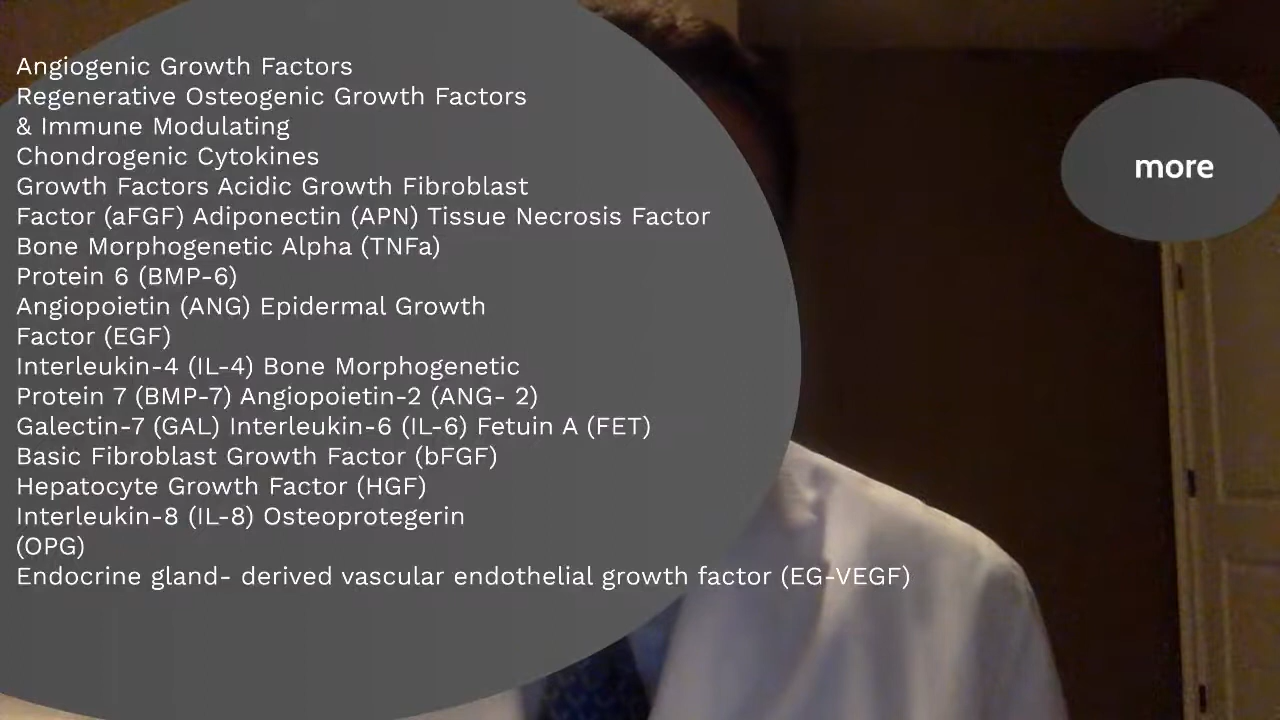 Angiogenic Growth Factors
Regenerative Osteogenic Growth Factors
& Immune Modulating
Chondrogenic Cytokines
Growth Factors Acidic Growth Fibroblast
Factor (aFGF) Adiponectin (APN) Tissue Necrosis Factor
Bone Morphogenetic Alpha (TNFa)
Protein 6 (BMP-6)
Angiopoietin (ANG) Epidermal Growth
Factor (EGF)
Interleukin-4 (IL-4) Bone Morphogenetic
Protein 7 (BMP-7) Angiopoietin-2 (ANG- 2)
Galectin-7 (GAL) Interleukin-6 (IL-6) Fetuin A (FET)
Basic Fibroblast Growth Factor (bFGF)
Hepatocyte Growth Factor (HGF)
Interleukin-8 (IL-8) Osteoprotegerin
(OPG)
Endocrine gland- derived vascular endothelial growth factor (EG-VEGF)
more